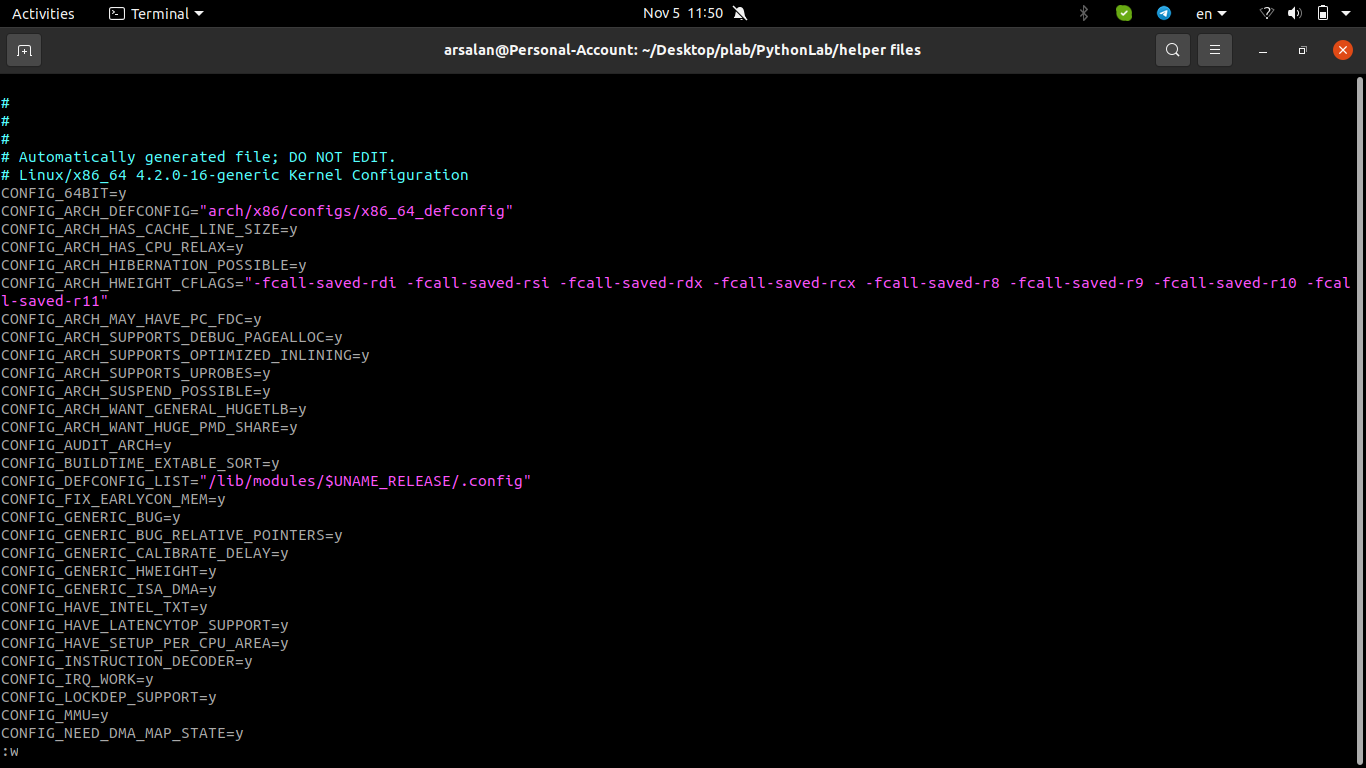 Activities Terminal Nov 5 11:50 en
arsalan@Personal-Account: ~/Desktop/plab/PythonLab/helper files
#
#
#
# Automatically generated file; DO NOT EDIT.
# Linux/x86_64 4.2.0-16-generic Kernel Configuration
CONFIG_64BIT=y
CONFIG_ARCH_DEFCONFIG="arch/x86/configs/x86_64_defconfig"
CONFIG_ARCH_HAS_CACHE_LINE_SIZE=y
CONFIG_ARCH_HAS_CPU_RELAX=y
CONFIG_ARCH_HIBERNATION_POSSIBLE=y
CONFIG_ARCH_HWEIGHT_CFLAGS="-fcall-saved-rdi -fcall-saved-rsi -fcall-saved-rdx -fcall-saved-rcx -fcall-saved-r8 -fcall-saved-r9 -fcall-saved-r10 -fcal
l-saved-r11"
CONFIG_ARCH_MAY_HAVE_PC_FDC=y
CONFIG_ARCH_SUPPORTS_DEBUG_PAGEALLOC=y
CONFIG_ARCH_SUPPORTS_OPTIMIZED_INLINING=y
CONFIG_ARCH_SUPPORTS_UPROBES=y
CONFIG_ARCH_SUSPEND_POSSIBLE=y
CONFIG_ARCH_WANT_GENERAL_HUGETLB=y
CONFIG_ARCH_WANT_HUGE_PMD_SHARE=y
CONFIG_AUDIT_ARCH=y
CONFIG_BUILDTIME_EXTABLE_SORT=y
CONFIG_DEFCONFIG_LIST="/lib/modules/$UNAME_RELEASE/.config"
CONFIG_FIX_EARLYCON_MEM=y
CONFIG_GENERIC_BUG=y
CONFIG_GENERIC_BUG_RELATIVE_POINTERS=y
CONFIG_GENERIC_CALIBRATE_DELAY=y
CONFIG_GENERIC_HWEIGHT=y
CONFIG_GENERIC_ISA_DMA=y
CONFIG_HAVE_INTEL_TXT=y
CONFIG_HAVE_LATENCYTOP_SUPPORT=y
CONFIG_HAVE_SETUP_PER_CPU_AREA=y
CONFIG_INSTRUCTION_DECODER=y
CONFIG_IRQ_WORK=y
CONFIG_LOCKDEP_SUPPORT=y
CONFIG_MMU=y
CONFIG_NEED_DMA_MAP_STATE=y
:w